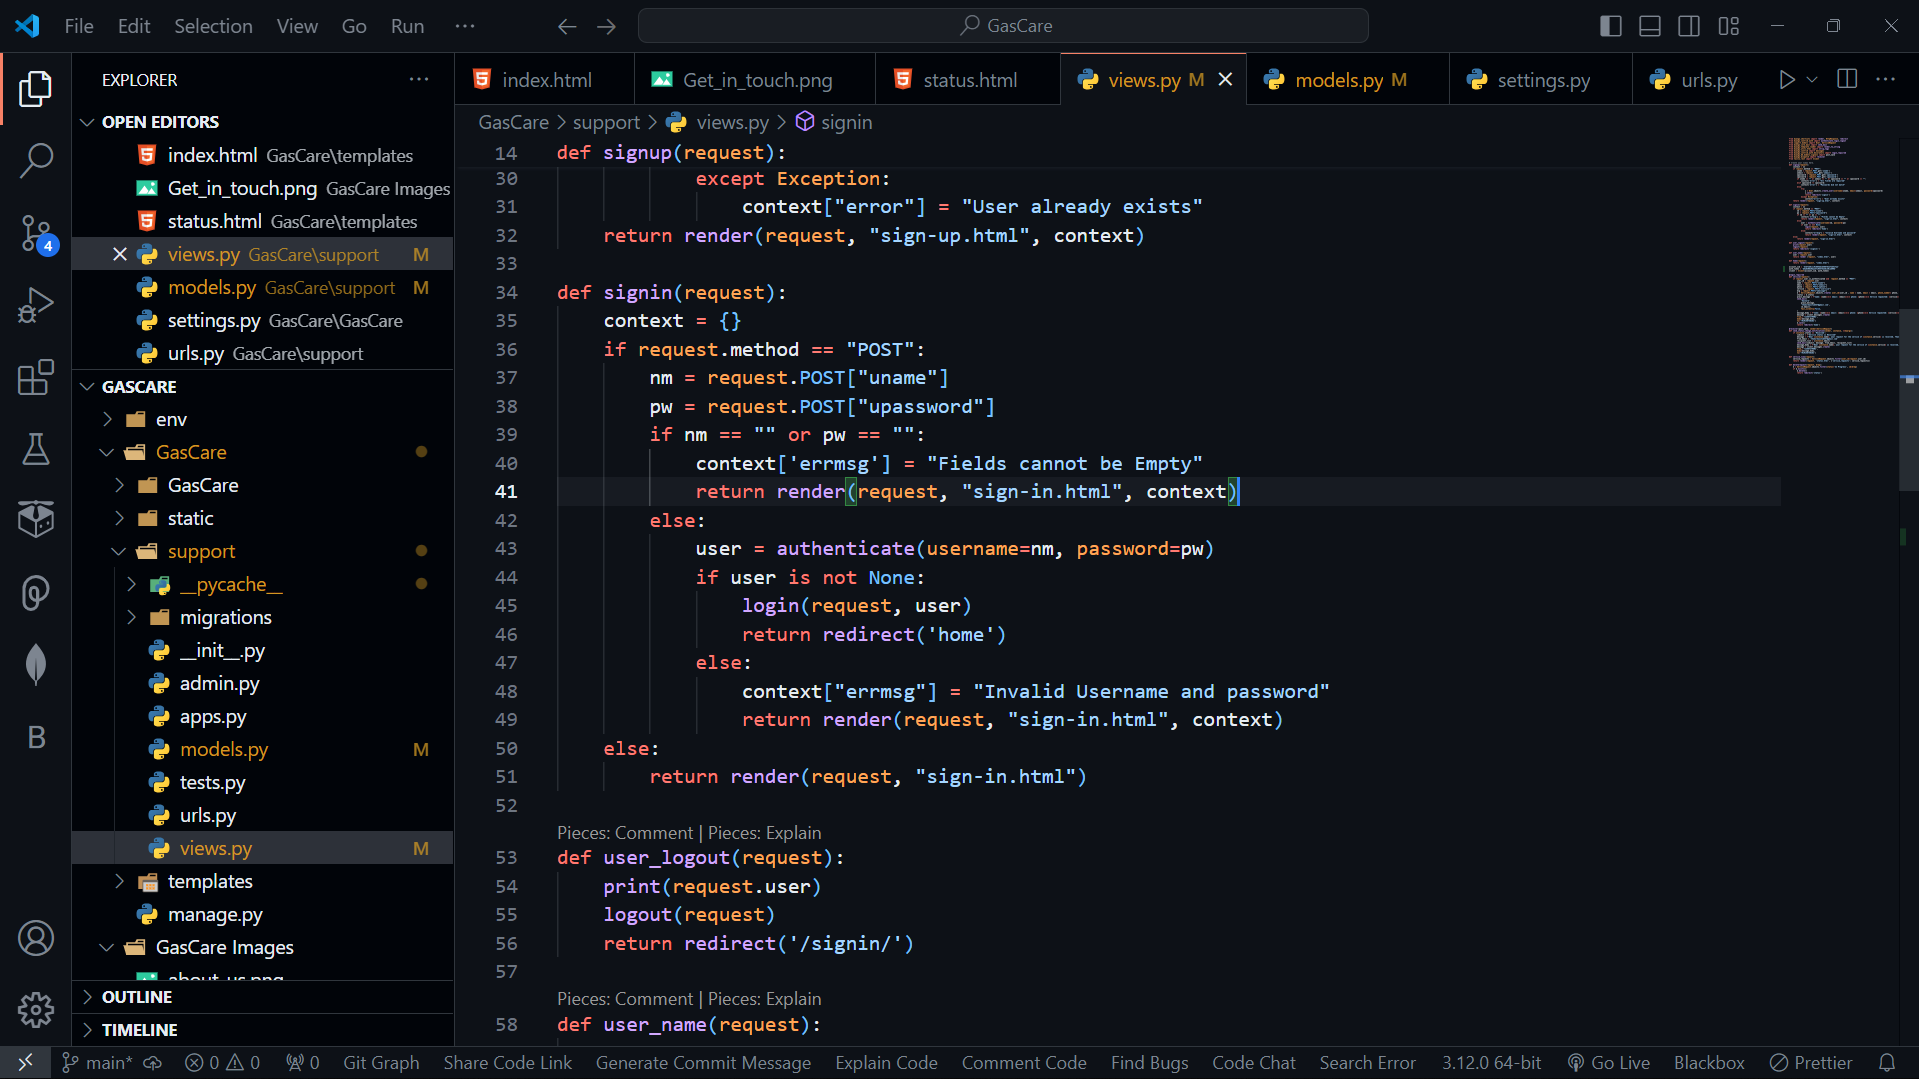 File Edit Selection View Go Run ···
GasCare
EXPLORER ···
OPEN EDITORS
index.html GasCare\templates
Get_in_touch.png GasCare Images
status.html GasCare\templates
views.py GasCare\support M
models.py GasCare\support M
settings.py GasCare\GasCare
urls.py GasCare\support
GASCARE
env
GasCare
GasCare
static
support
__pycache__
migrations
__init__.py
admin.py
apps.py
models.py M
tests.py
urls.py
views.py M
templates
manage.py
GasCare Images
about_us.png
OUTLINE
TIMELINE
4
B
index.html Get_in_touch.png status.html views.py M models.py M settings.py urls.py ···
GasCare > support > views.py > signin
14 def signup(request):
30 except Exception:
31 context["error"] = "User already exists"
32 return render(request, "sign-up.html", context)
33
34 def signin(request):
35 context = {}
36 if request.method == "POST":
37 nm = request.POST["uname"]
38 pw = request.POST["upassword"]
39 if nm == "" or pw == "":
40 context['errmsg'] = "Fields cannot be Empty"
41 return render(request, "sign-in.html", context)
42 else:
43 user = authenticate(username=nm, password=pw)
44 if user is not None:
45 login(request, user)
46 return redirect('home')
47 else:
48 context["errmsg"] = "Invalid Username and password"
49 return render(request, "sign-in.html", context)
50 else:
51 return render(request, "sign-in.html")
52
Pieces: Comment | Pieces: Explain
53 def user_logout(request):
54 print(request.user)
55 logout(request)
56 return redirect('/signin/')
57
Pieces: Comment | Pieces: Explain
58 def user_name(request):
main* 0 0 0 Git Graph Share Code Link Generate Commit Message Explain Code Comment Code Find Bugs Code Chat Search Error 3.12.0 64-bit Go Live Blackbox Prettier